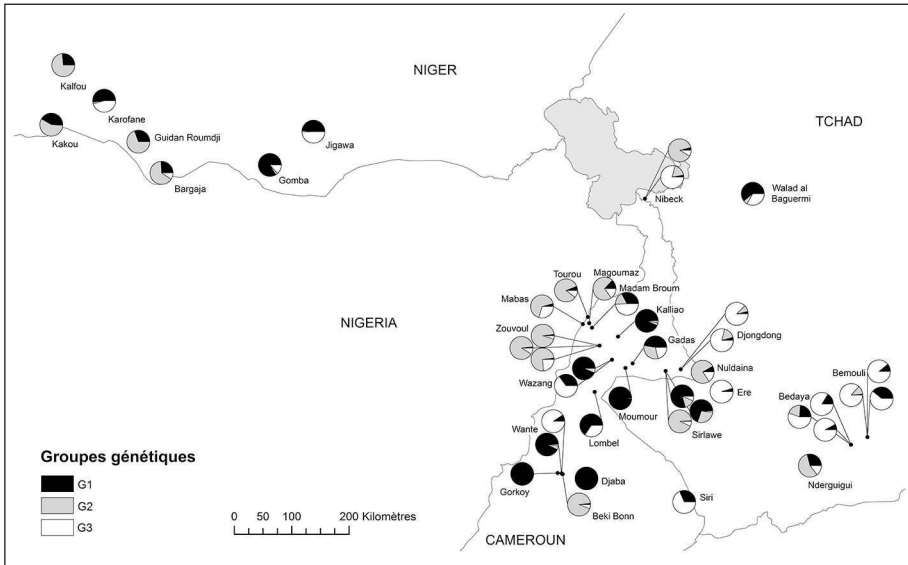 NIGER
TCHAD
Kalfou
Karofane
Kakou
Guidan Roumdji
Jigawa
Bargaja
Gomba
Nibeck
Walad al
Baguermi
Tourou
Magoumaz
Madam Broum
Mabas
Kalliao
NIGERIA
Zouvoul
Gadas
Djongdong
Wazang
Nuldaina
Bemouli
Ere
Bedaya
Moumour
Sirlawe
Wante
Lombel
Groupes génétiques
G1
G2
G3
Gorkoy
Djaba
Siri
Nderguigui
Beki Bonn
0 50 100 200 Kilomètres
CAMEROUN